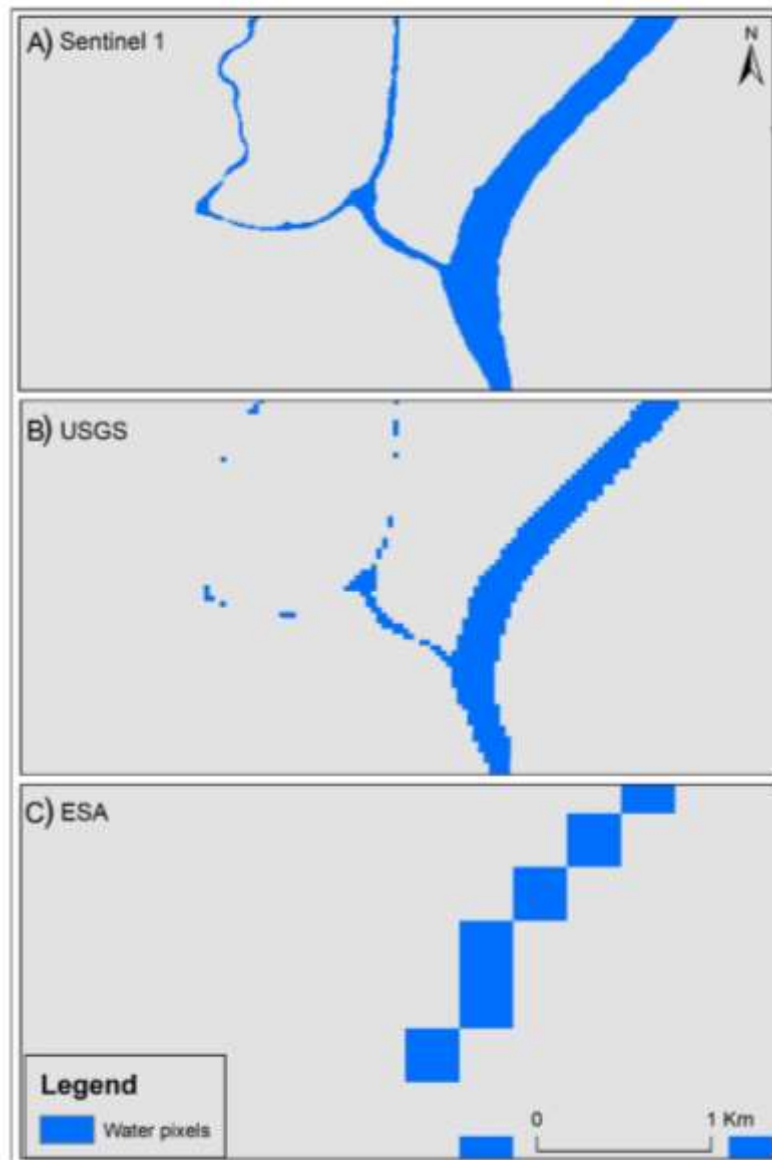 A) Sentinel 1
N
B) USGS
C) ESA
Legend
Water pixels
0 1 Km